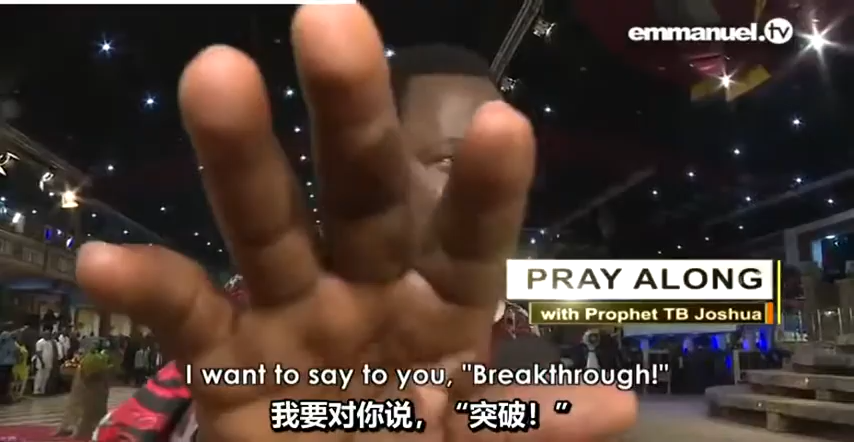 emmanuel.tv
PRAY ALONG
with Prophet TB Joshua
I want to say to you, "Breakthrough!"
我要对你说，“突破！”